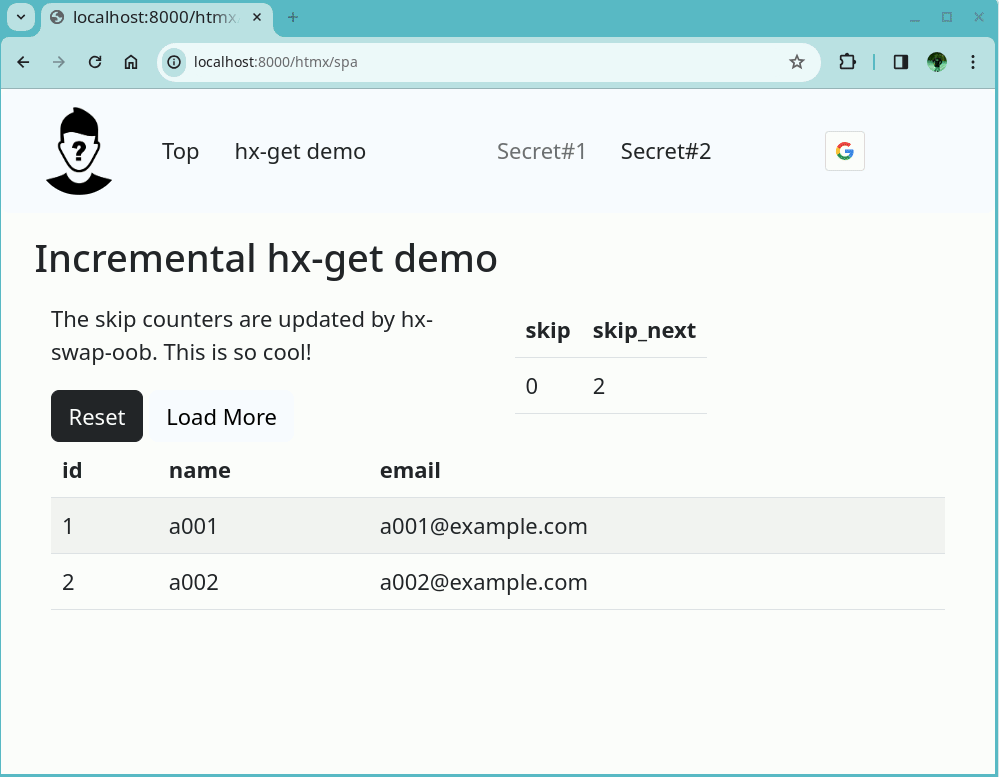 localhost:8000/htmx
localhost:8000/htmx/spa
?
Top hx-get demo Secret#1 Secret#2
G
Incremental hx-get demo
The skip counters are updated by hx-
swap-oob. This is so cool!
skip skip_next
0 2
Reset Load More
id name email
1 a001 a001@example.com
2 a002 a002@example.com